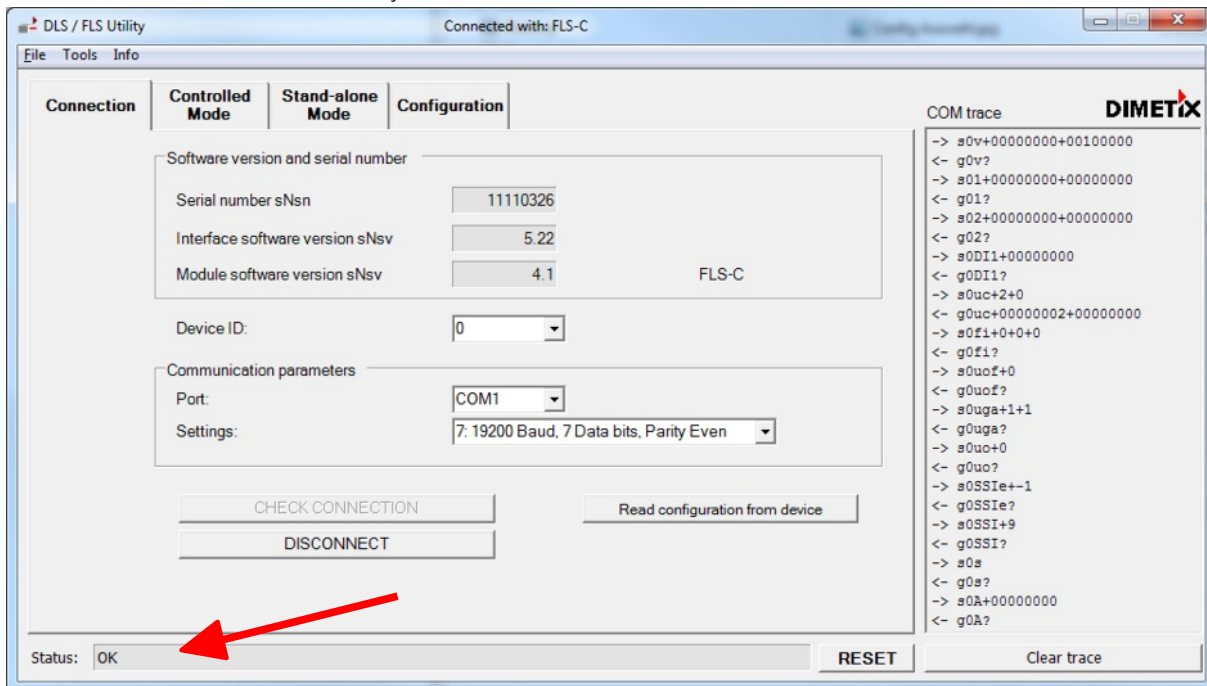 DLS / FLS Utility Connected with: FLS-C
File Tools Info
Connection
Controlled Mode
Stand-alone Mode
Configuration
Software version and serial number
Serial number sNsn 11110326
Interface software version sNsv 5.22
Module software version sNsv 4.1 FLS-C
Device ID: 0
Communication parameters
Port: COM1
Settings: 7: 19200 Baud, 7 Data bits, Parity Even
CHECK CONNECTION
Read configuration from device
DISCONNECT
COM trace
DIMETIX
-> s0v+00000000+00100000
<- g0v?
-> s01+00000000+00000000
<- g01?
-> s02+00000000+00000000
<- g02?
-> s0DI1+00000000
<- g0DI1?
-> s0uc+2+0
<- g0uc+00000002+00000000
-> s0fi+0+0+0
<- g0fi?
-> s0uof+0
<- g0uof?
-> s0uga+1+1
<- g0uga?
-> s0uo+0
<- g0uo?
-> s0SSIe+-1
<- g0SSIe?
-> s0SSI+9
<- g0SSI?
-> s0s
<- g0s?
-> s0A+00000000
<- g0A?
Status: OK
RESET
Clear trace